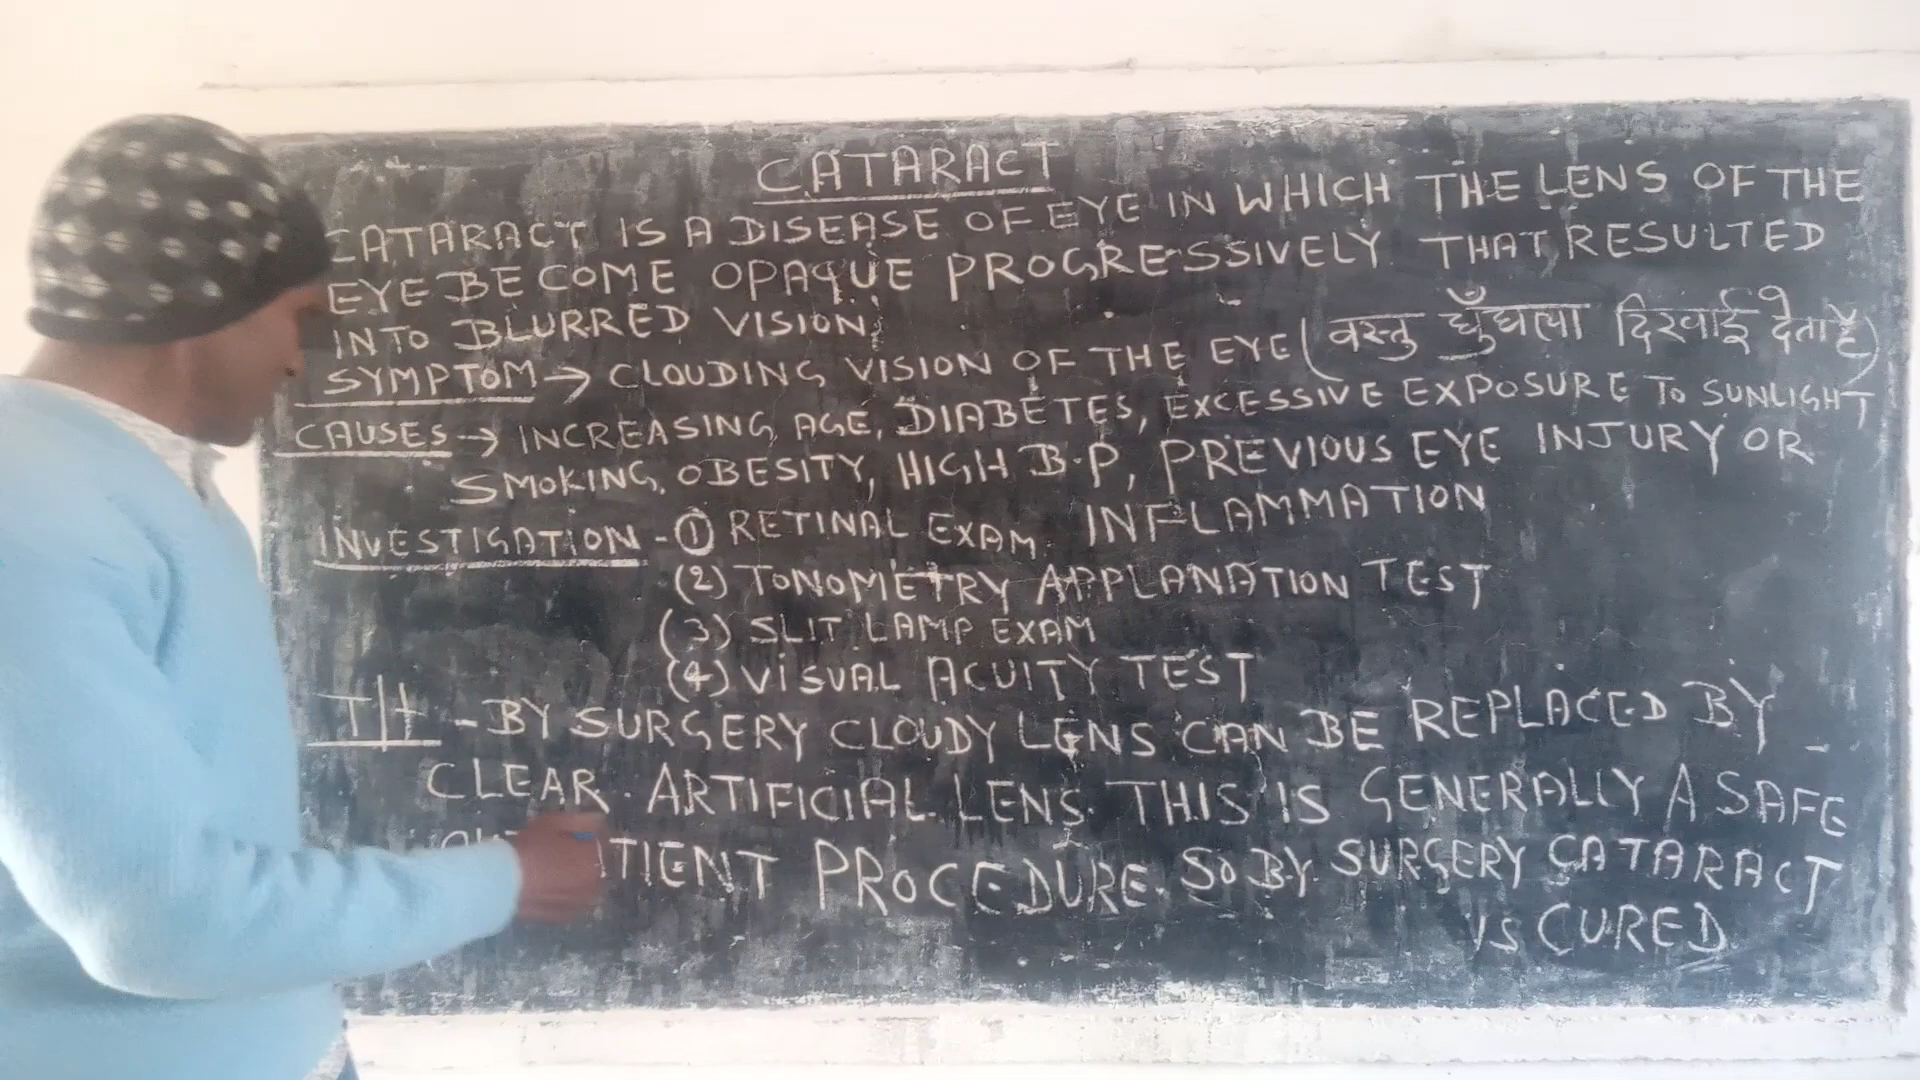 CATARACT
CATARACT IS A DISEASE OF EYE IN WHICH THE LENS OF THE
EYE BECOME OPAQUE PROGRESSIVELY THAT RESULTED
INTO BLURRED VISION.
SYMPTOM → CLOUDING VISION OF THE EYE (वस्तु धुँधला दिखाई देता है)
CAUSES → INCREASING AGE, DIABETES, EXCESSIVE EXPOSURE TO SUNLIGHT
SMOKING, OBESITY, HIGH B.P, PREVIOUS EYE INJURY OR
INFLAMMATION
INVESTIGATION - ① RETINAL EXAM
(2) TONOMETRY APPLANATION TEST
(3) SLIT LAMP EXAM
(4) VISUAL ACUITY TEST
T/t - BY SURGERY CLOUDY LENS CAN BE REPLACED BY
CLEAR ARTIFICIAL LENS. THIS IS GENERALLY A SAFE
PROCEDURE. SO BY SURGERY CATARACT
IS CURED.